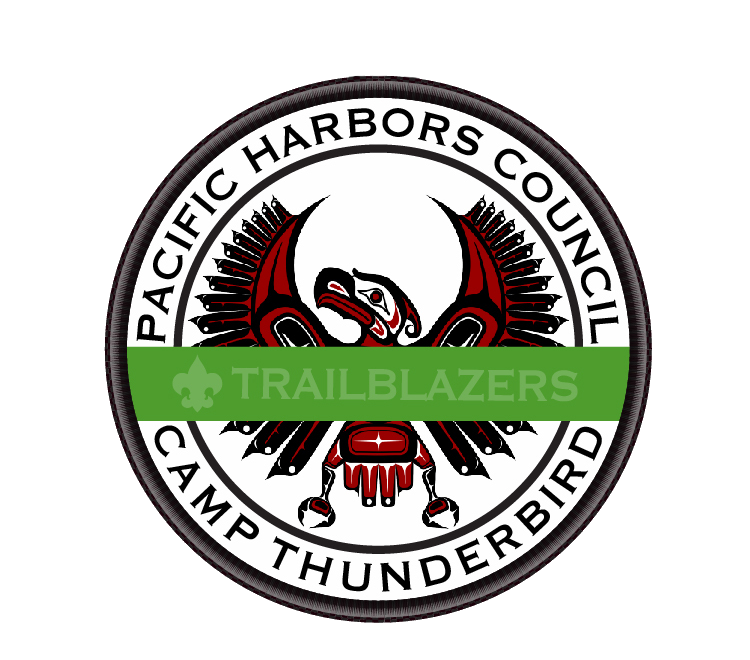 PACIFIC HARBORS COUNCIL
TRAILBLAZERS
CAMP THUNDERBIRD